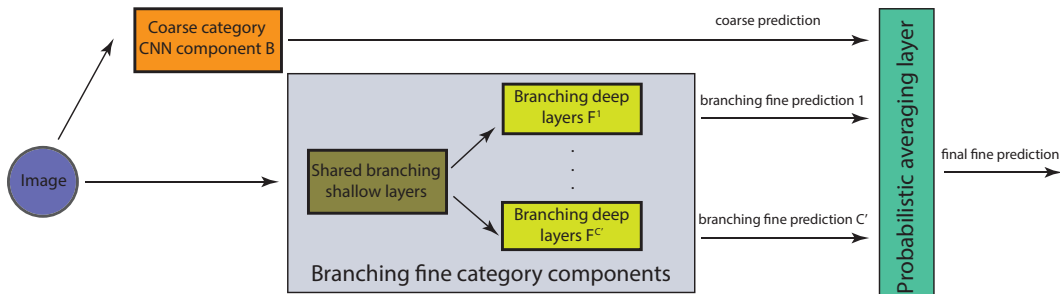 Image
Coarse category
CNN component B
coarse prediction
Shared branching
shallow layers
Branching deep
layers F¹
.
.
.
Branching deep
layers Fᶜ'
Branching fine category components
branching fine prediction 1
branching fine prediction C'
Probabilistic averaging layer
final fine prediction